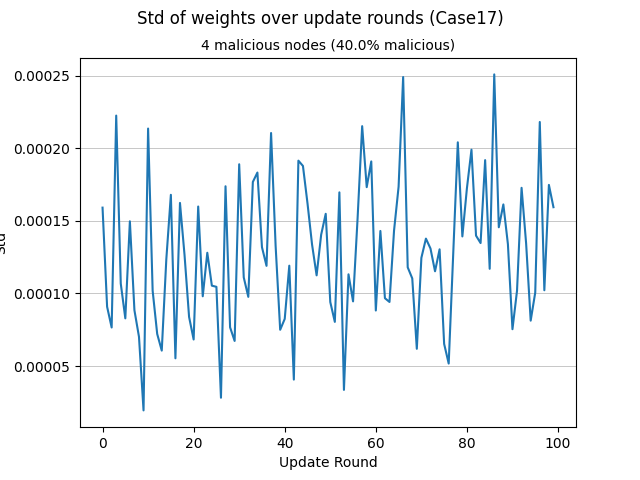 Std of weights over update rounds (Case17)
4 malicious nodes (40.0% malicious)
0.00025
0.00020
0.00015
0.00010
0.00005
Std
0 20 40 60 80 100
Update Round